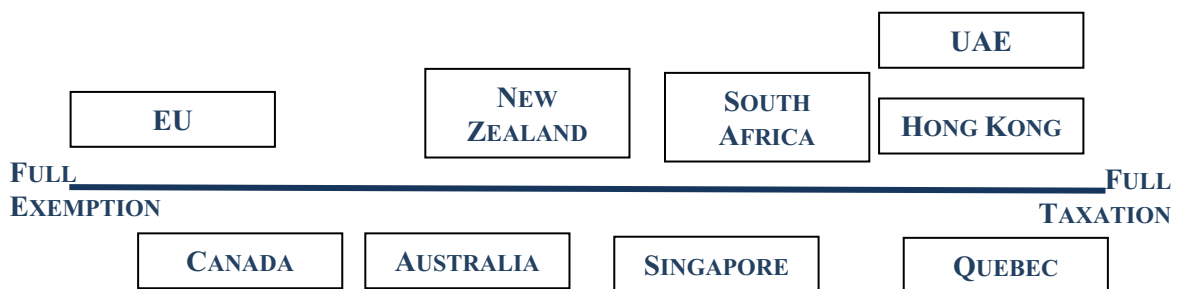 UAE
NEW
ZEALAND
SOUTH
AFRICA
EU
HONG KONG
FULL
EXEMPTION
FULL
TAXATION
CANADA
AUSTRALIA
SINGAPORE
QUEBEC